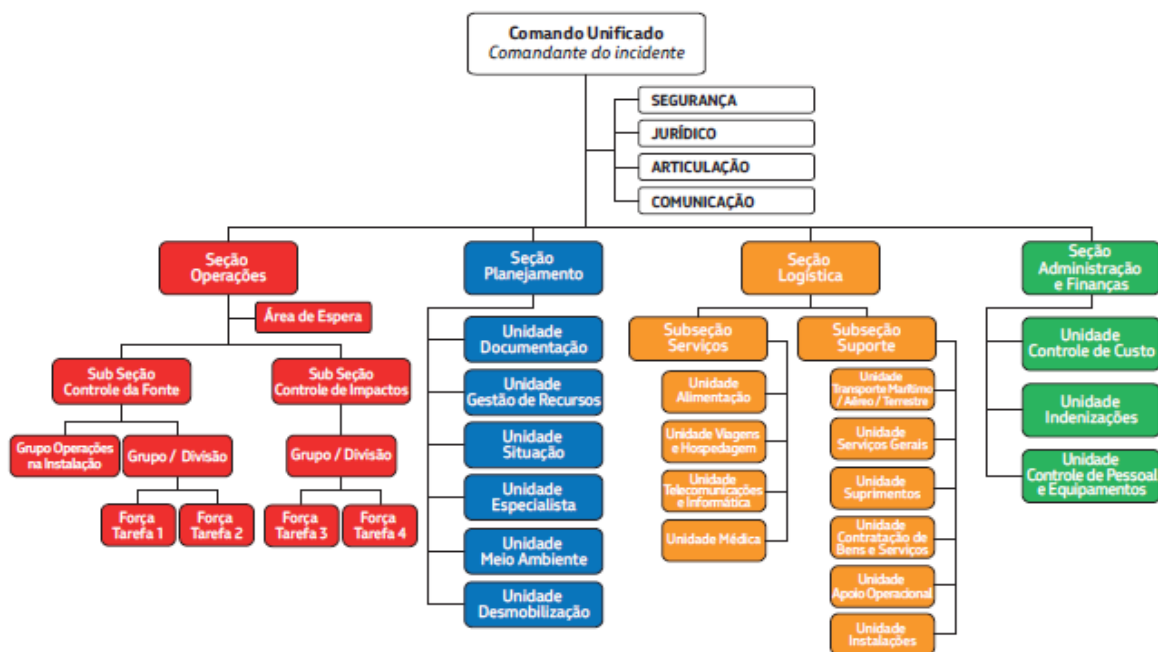 Comando Unificado
Comandante do incidente
SEGURANÇA
JURÍDICO
ARTICULAÇÃO
COMUNICAÇÃO
Seção
Operações
Área de Espera
Sub Seção
Controle da Fonte
Sub Seção
Controle de Impactos
Grupo Operações
na Instalação
Grupo / Divisão
Grupo / Divisão
Força
Tarefa 1
Força
Tarefa 2
Força
Tarefa 3
Força
Tarefa 4
Seção
Planejamento
Unidade
Documentação
Unidade
Gestão de Recursos
Unidade
Situação
Unidade
Especialista
Unidade
Meio Ambiente
Unidade
Desmobilização
Seção
Logística
Subseção
Serviços
Unidade
Alimentação
Unidade Viagens
e Hospedagem
Unidade
Telecomunicações
e Informática
Unidade Médica
Subseção
Suporte
Unidade
Transporte Marítimo
/ Aéreo / Terrestre
Unidade
Serviços Gerais
Unidade
Suprimentos
Unidade
Contratação de
Bens e Serviços
Unidade
Apoio Operacional
Unidade
Instalações
Seção
Administração
e Finanças
Unidade
Controle de Custo
Unidade
Indenizações
Unidade
Controle de Pessoal
e Equipamentos